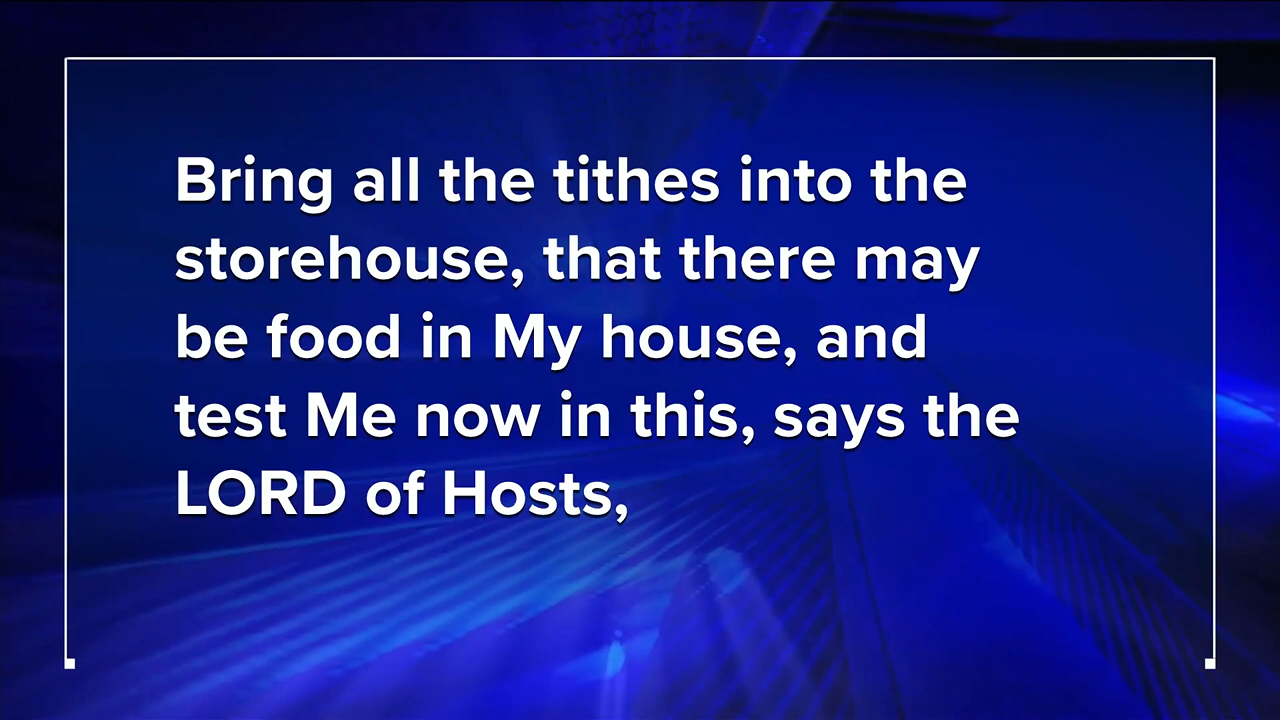 Bring all the tithes into the
storehouse, that there may
be food in My house, and
test Me now in this, says the
LORD of Hosts,